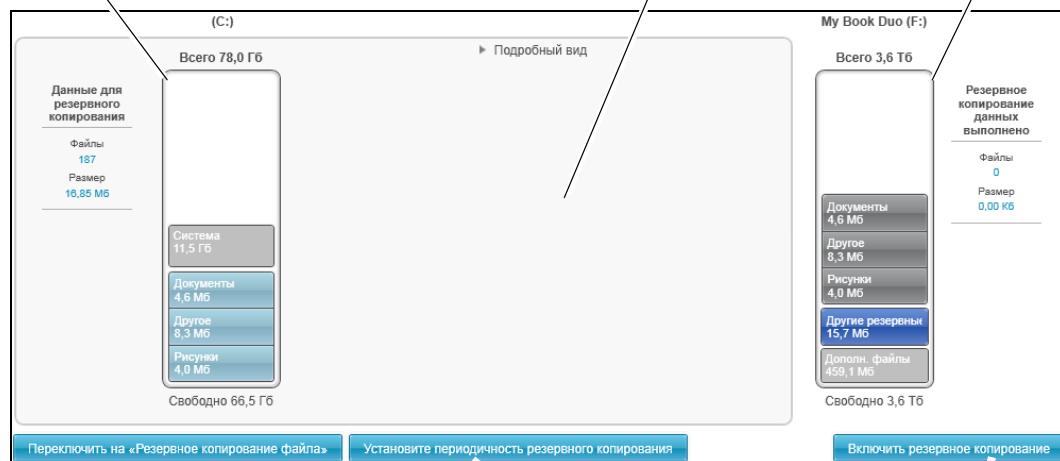 (C:)
My Book Duo (F:)
Всего 78,0 Гб
Подробный вид
Всего 3,6 Тб
Данные для
резервного
копирования
Файлы
187
Размер
16,85 Мб
Система
11,5 Гб
Документы
4,6 Мб
Другое
8,3 Мб
Рисунки
4,0 Мб
Свободно 66,5 Гб
Документы
4,6 Мб
Другое
8,3 Мб
Рисунки
4,0 Мб
Другие резервные
15,7 Мб
Дополн. файлы
459,1 Мб
Свободно 3,6 Тб
Резервное
копирование
данных
выполнено
Файлы
0
Размер
0,00 Кб
Переключить на «Резервное копирование файла»
Установите периодичность резервного копирования
Включить резервное копирование